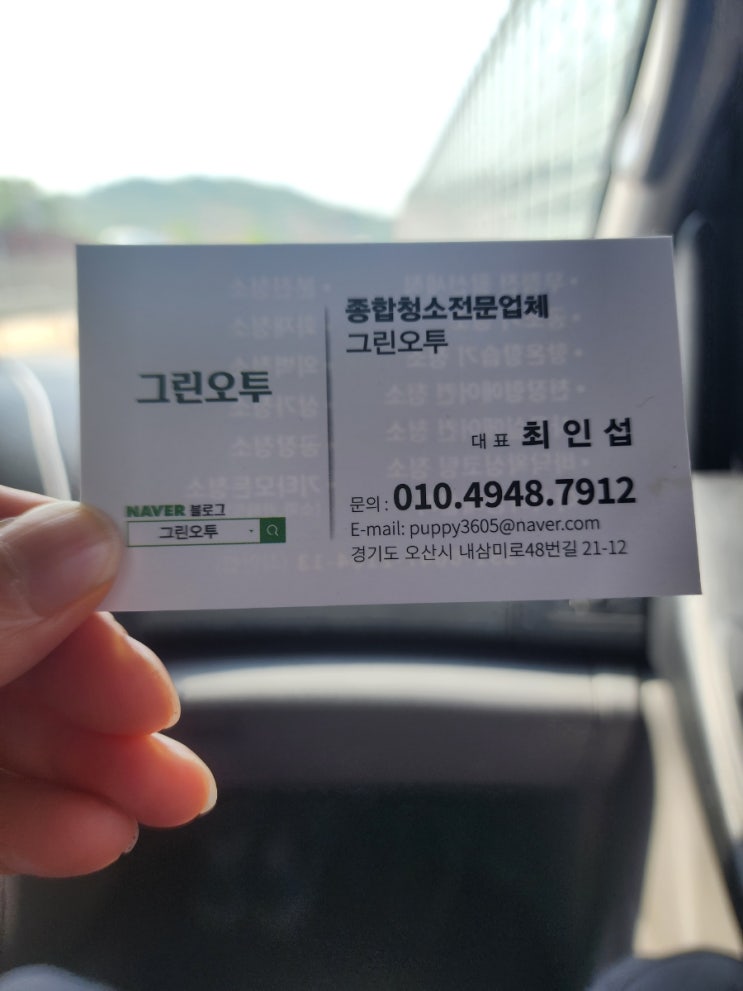 그린오투
NAVER 블로그
그린오투
종합청소전문업체
그린오투
대표 최인섭
문의 : 010.4948.7912
E-mail: puppy3605@naver.com
경기도 오산시 내삼미로48번길 21-12